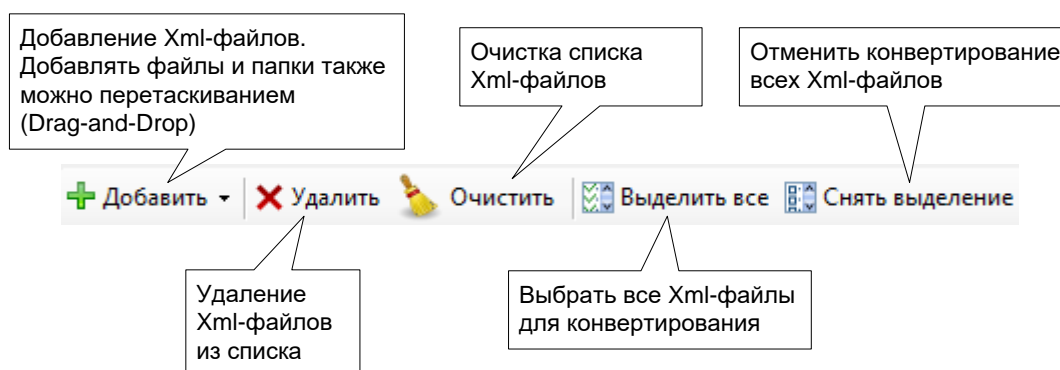 Добавление Xml-файлов.
Добавлять файлы и папки также
можно перетаскиванием
(Drag-and-Drop)
Очистка списка
Xml-файлов
Отменить конвертирование
всех Xml-файлов
Добавить Удалить Очистить Выделить все Снять выделение
Удаление
Xml-файлов
из списка
Выбрать все Xml-файлы
для конвертирования